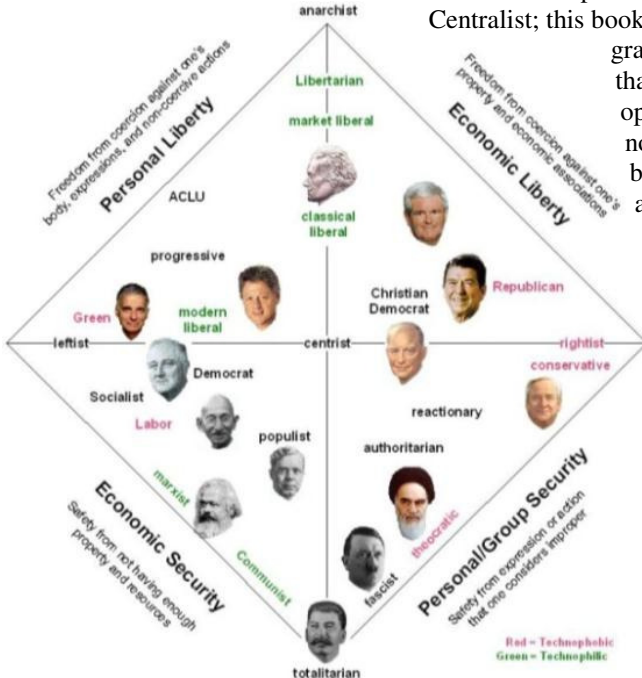 anarchist
Centralist; this book
gra
tha
op
no
b
a
Freedom from coercion against one's
body, expressions, and non-coercive actions
Personal Liberty
Freedom from coercion against one's
property and economic associations
Economic Liberty
Libertarian
market liberal
classical
liberal
ACLU
progressive
Green
modern
liberal
Christian
Democrat
Republican
leftist
centrist
rightist
conservative
Democrat
Socialist
Labor
populist
reactionary
authoritarian
marxist
Communist
theocratic
fascist
totalitarian
Economic Security
Safety from not having enough
property and resources
Personal/Group Security
Safety from expression or action
that one considers improper
Red = Technophobic
Green = Technophilic